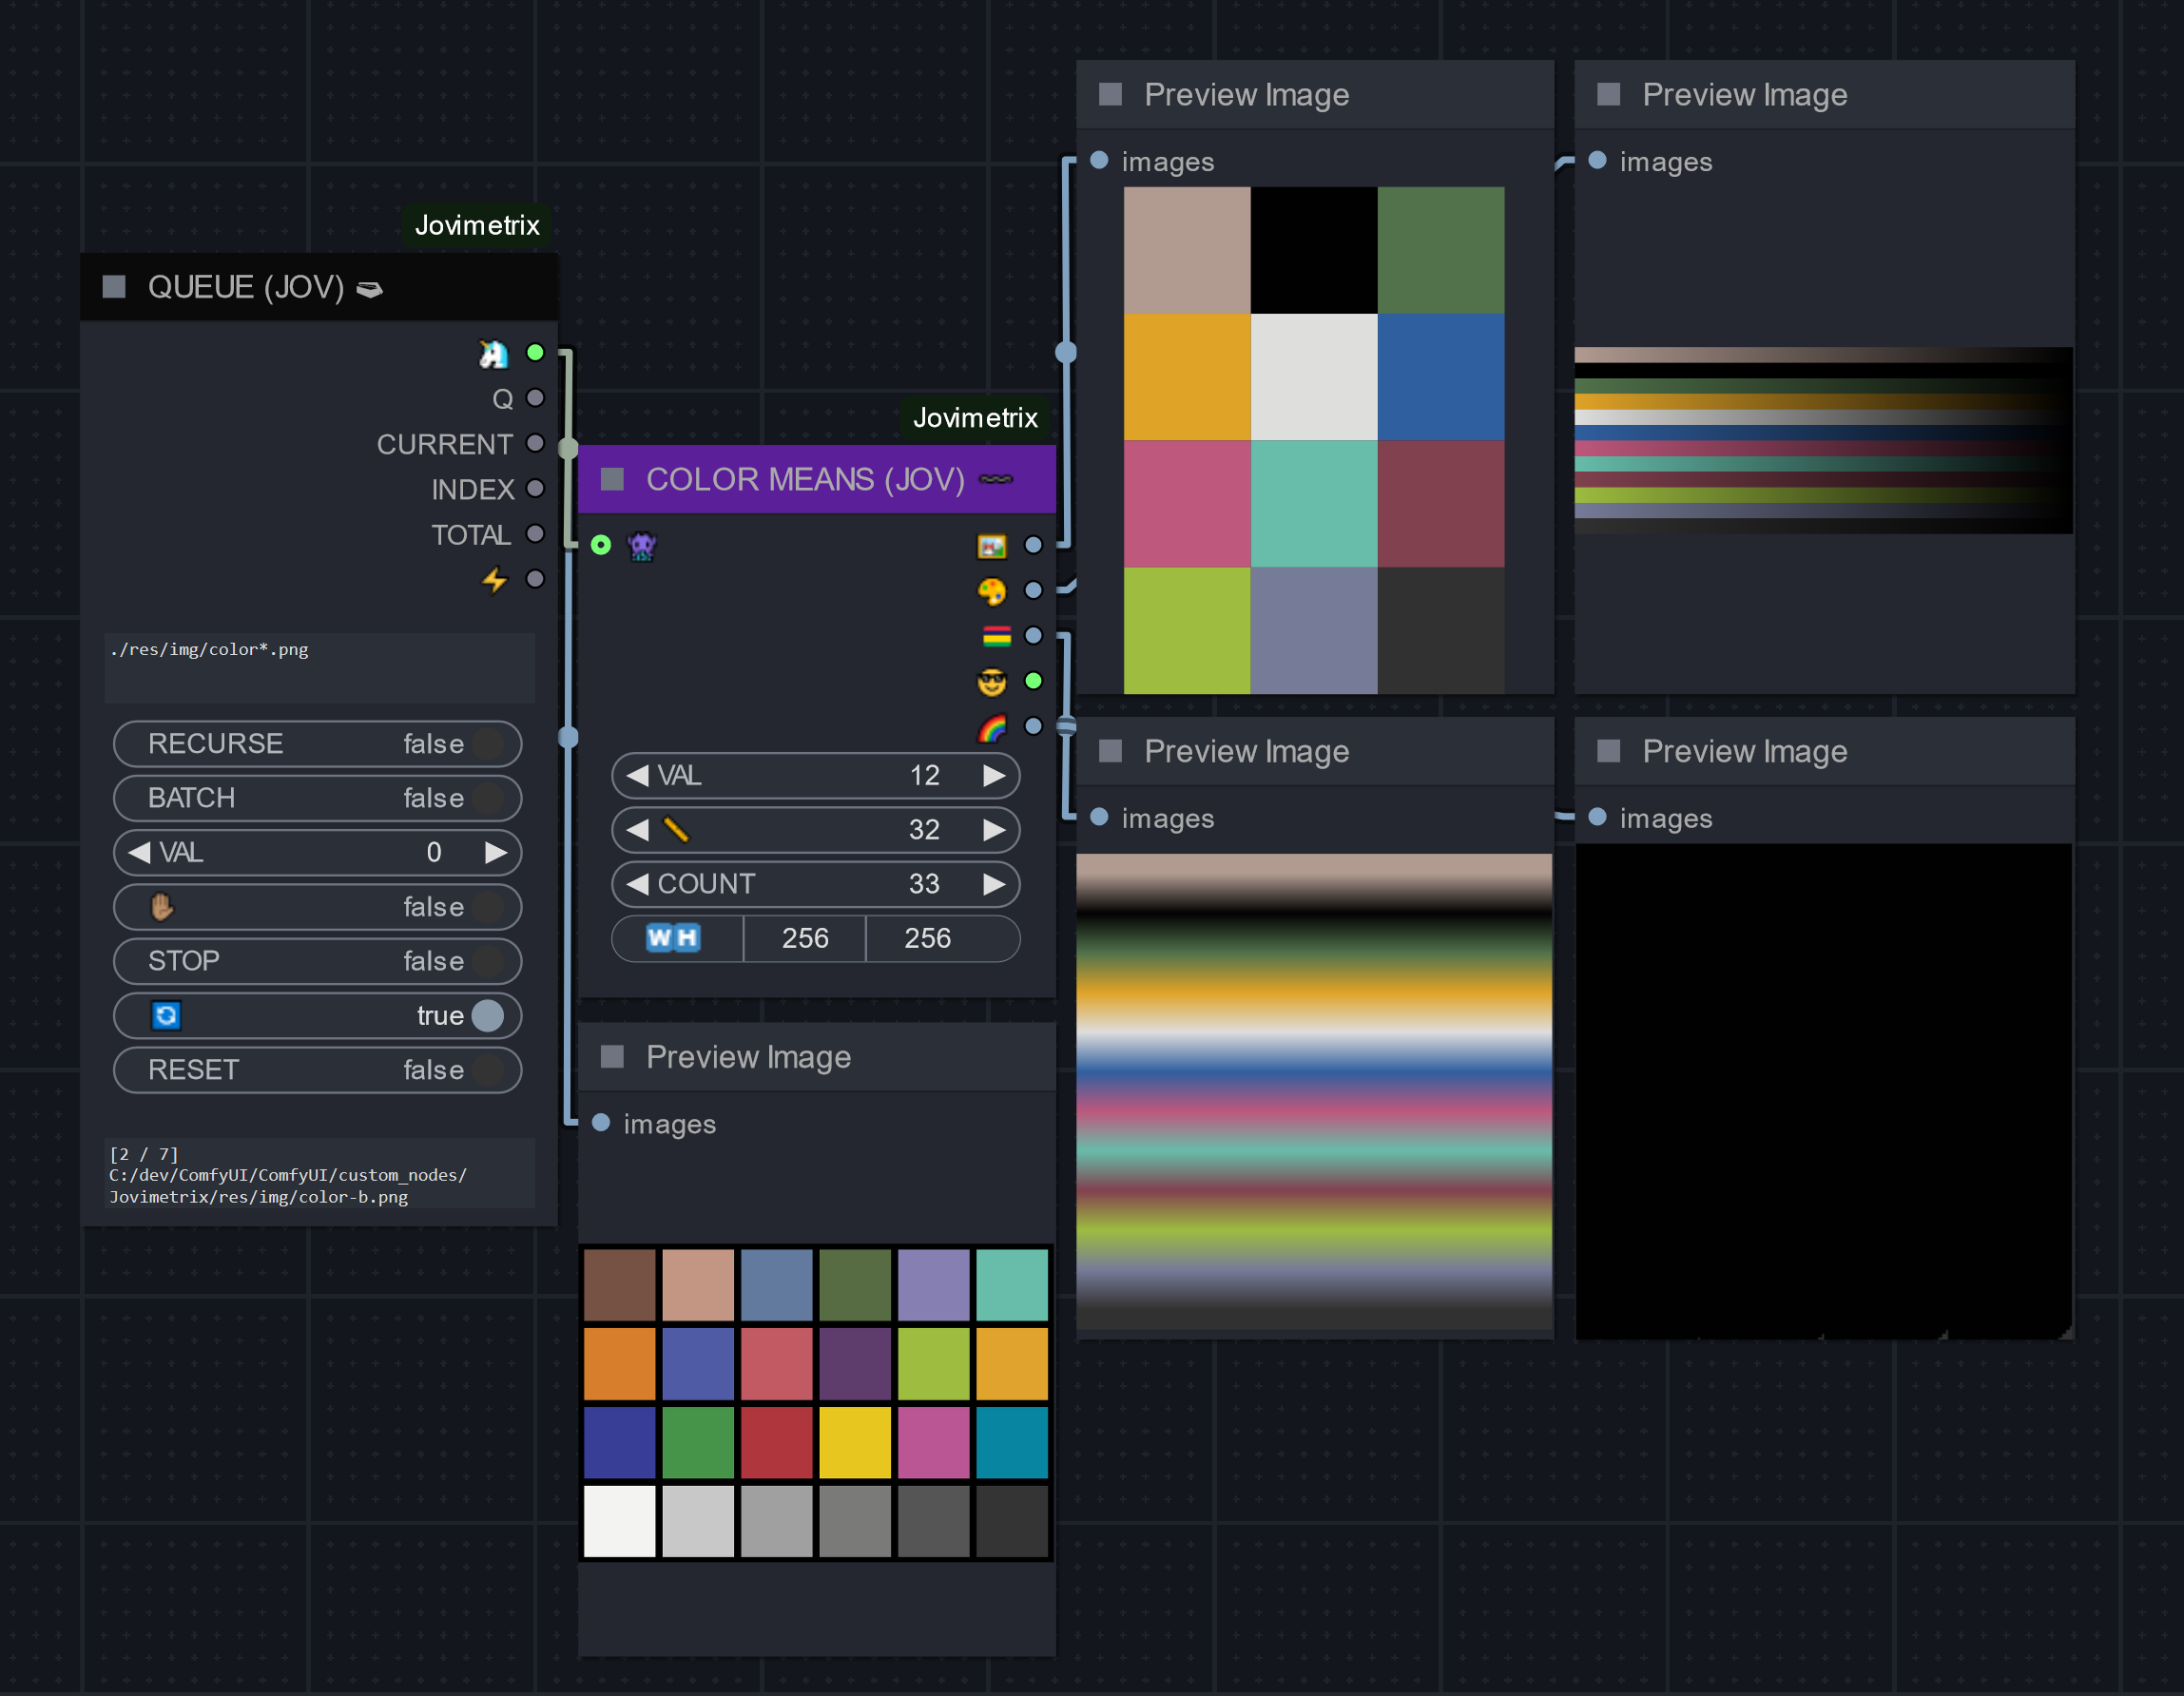 Jovimetrix
QUEUE (JOV)
Q
CURRENT
INDEX
TOTAL
./res/img/color*.png
RECURSE false
BATCH false
VAL 0
false
STOP false
true
RESET false
[2 / 7]
C:/dev/ComfyUI/ComfyUI/custom_nodes/
Jovimetrix/res/img/color-b.png
Jovimetrix
COLOR MEANS (JOV)
VAL 12
32
COUNT 33
WH 256 256
Preview Image
images
Preview Image
images
Preview Image
images
Preview Image
images
Preview Image
images